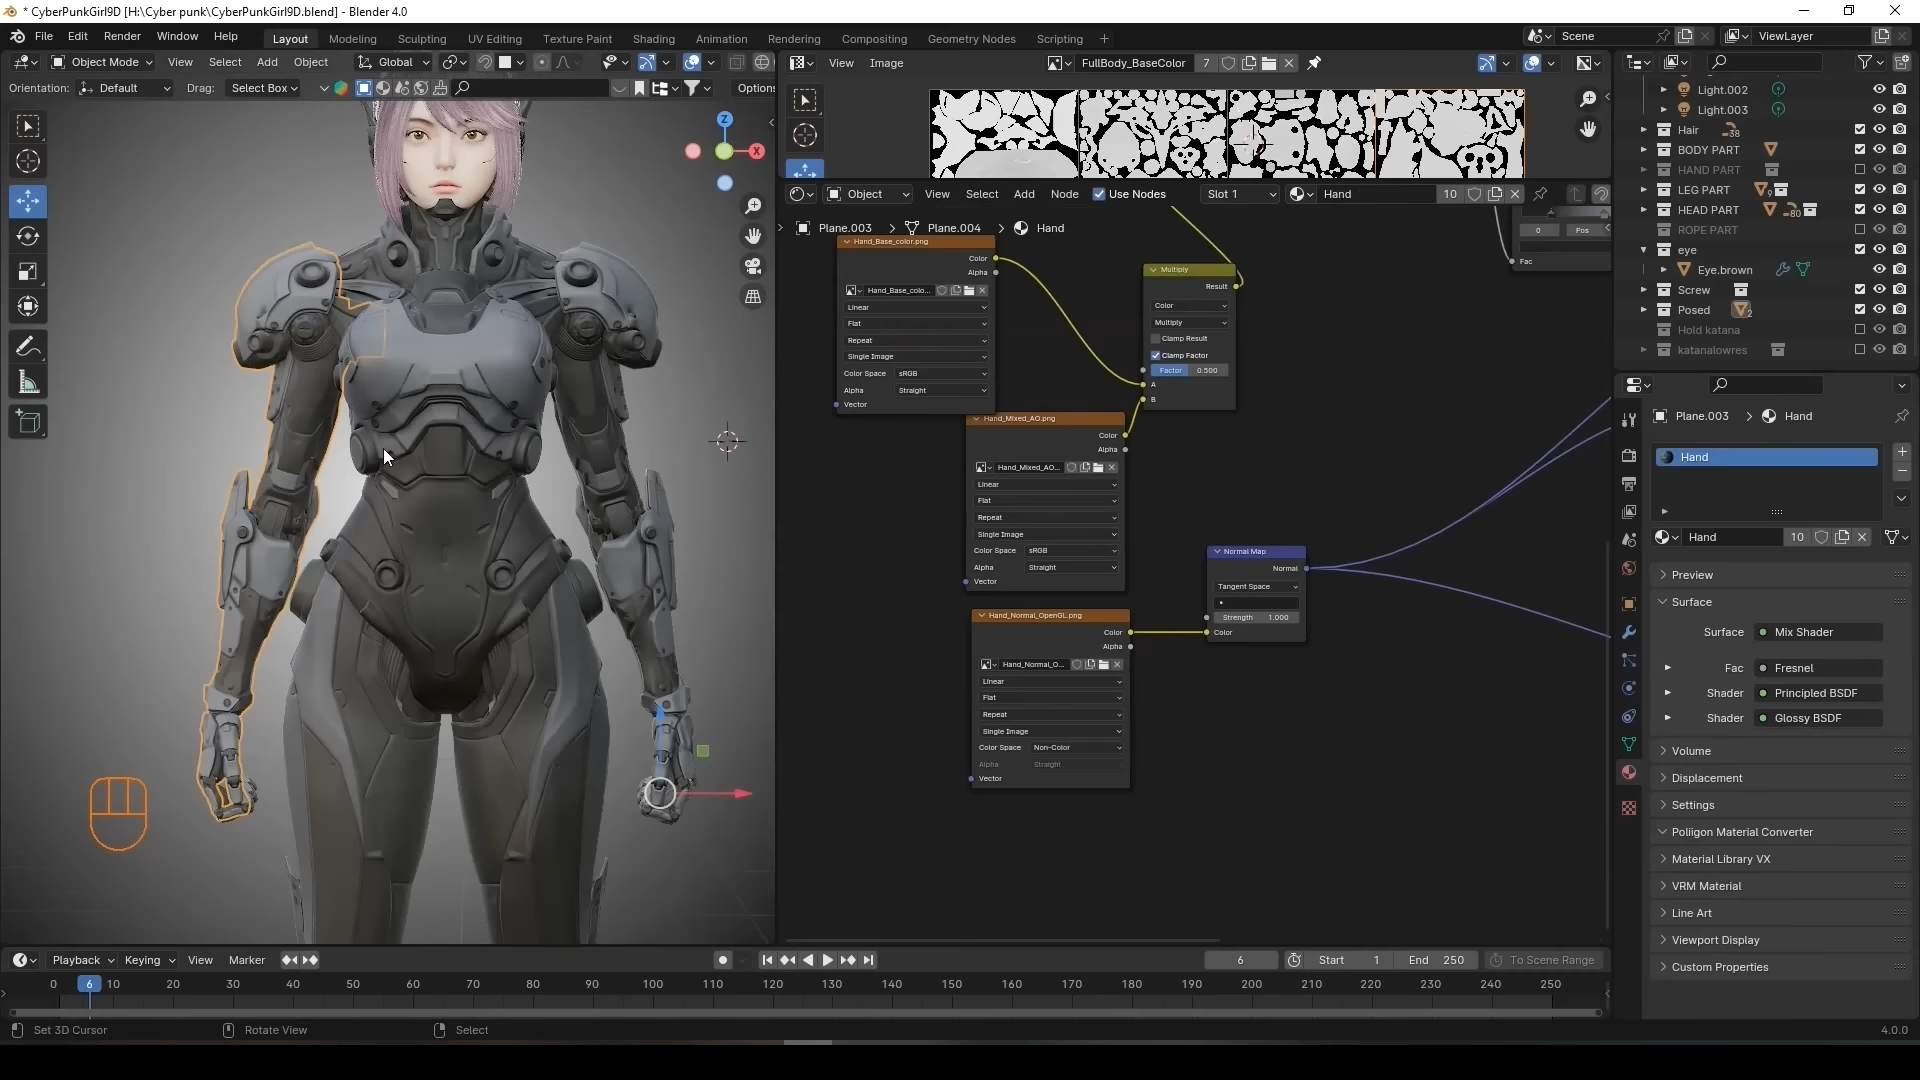 * CyberPunkGirl9D [H:\Cyber punk\CyberPunkGirl9D.blend] - Blender 4.0
File Edit Render Window Help
Layout Modeling Sculpting UV Editing Texture Paint Shading Animation Rendering Compositing Geometry Nodes Scripting +
Scene ViewLayer
Object Mode View Select Add Object Global
Orientation: Default Drag: Select Box Options
Z
X
View Image FullBody_BaseColor 7
Object View Select Add Node Use Nodes Slot 1 Hand 10
Plane.003 > Plane.004 > Hand
Hand_Base_color.png
Color
Alpha
Hand_Base_colo...
Linear
Flat
Repeat
Single Image
Color Space sRGB
Alpha Straight
Vector
Multiply
Result
Color
Multiply
Clamp Result
Clamp Factor
Factor 0.500
A
B
0 Pos
Fac
Hand_Mixed_AO.png
Color
Alpha
Hand_Mixed_AO...
Linear
Flat
Repeat
Single Image
Color Space sRGB
Alpha Straight
Vector
Normal Map
Normal
Tangent Space
Strength 1.000
Color
Hand_Normal_OpenGL.png
Color
Alpha
Hand_Normal_O...
Linear
Flat
Repeat
Single Image
Color Space Non-Color
Alpha Straight
Vector
Light.002
Light.003
Hair 38
BODY PART
HAND PART
LEG PART 9
HEAD PART 80
ROPE PART
eye
Eye.brown
Screw
Posed 2
Hold katana
katanalowres
Plane.003 > Hand
Hand
Hand 10
Preview
Surface
Surface Mix Shader
Fac Fresnel
Shader Principled BSDF
Shader Glossy BSDF
Volume
Displacement
Settings
Poliigon Material Converter
Material Library VX
VRM Material
Line Art
Viewport Display
Custom Properties
Playback Keying View Marker 6 Start 1 End 250 To Scene Range
0 6 10 20 30 40 50 60 70 80 90 100 110 120 130 140 150 160 170 180 190 200 210 220 230 240 250
Set 3D Cursor Rotate View Select 4.0.0